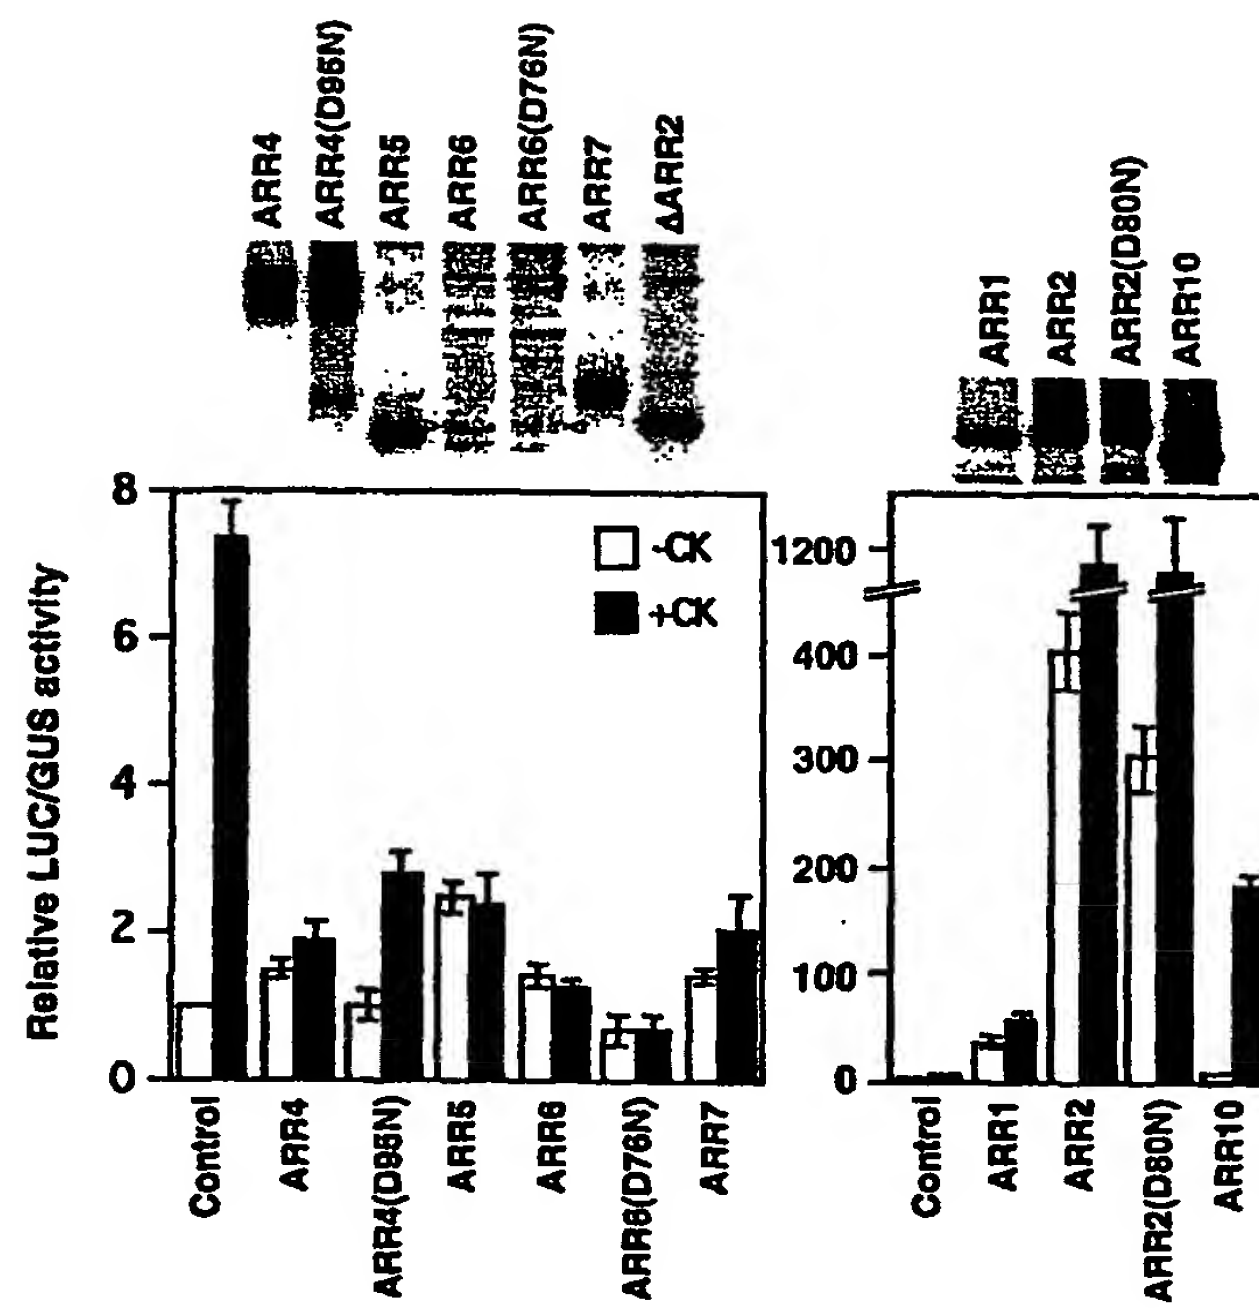 ARR4
ARR4(D95N)
ARR5
ARR6
ARR6(D76N)
ARR7
ΔARR2
ARR1
ARR2
ARR2(D80N)
ARR10
Relative LUC/GUS activity
8
6
4
2
0
-CK
+CK
1200
400
300
200
100
0
Control
ARR4
ARR4(D95N)
ARR5
ARR6
ARR6(D76N)
ARR7
Control
ARR1
ARR2
ARR2(D80N)
ARR10